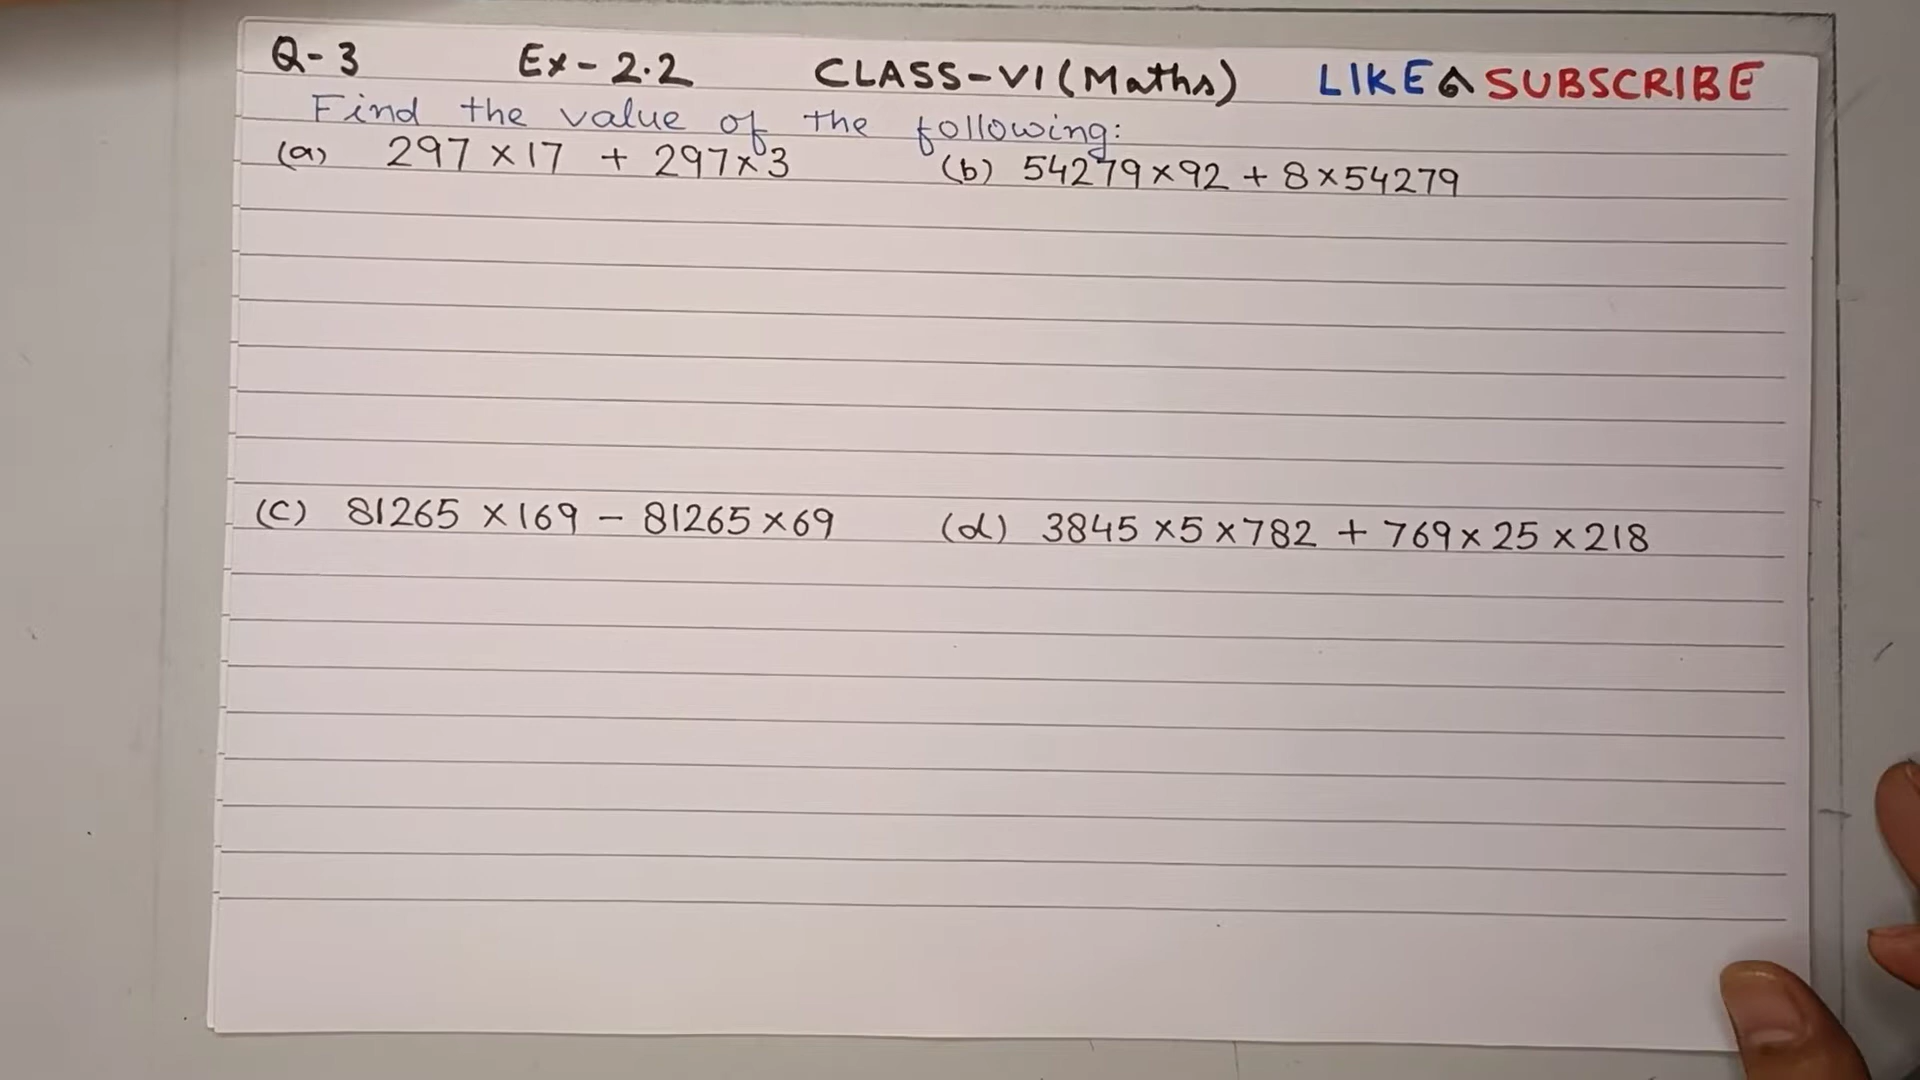 Q-3 Ex-2.2 CLASS-VI (Maths) LIKE & SUBSCRIBE
Find the value of the following:
(a) 297 × 17 + 297 × 3 (b) 54279 × 92 + 8 × 54279
(c) 81265 × 169 - 81265 × 69 (d) 3845 × 5 × 782 + 769 × 25 × 218